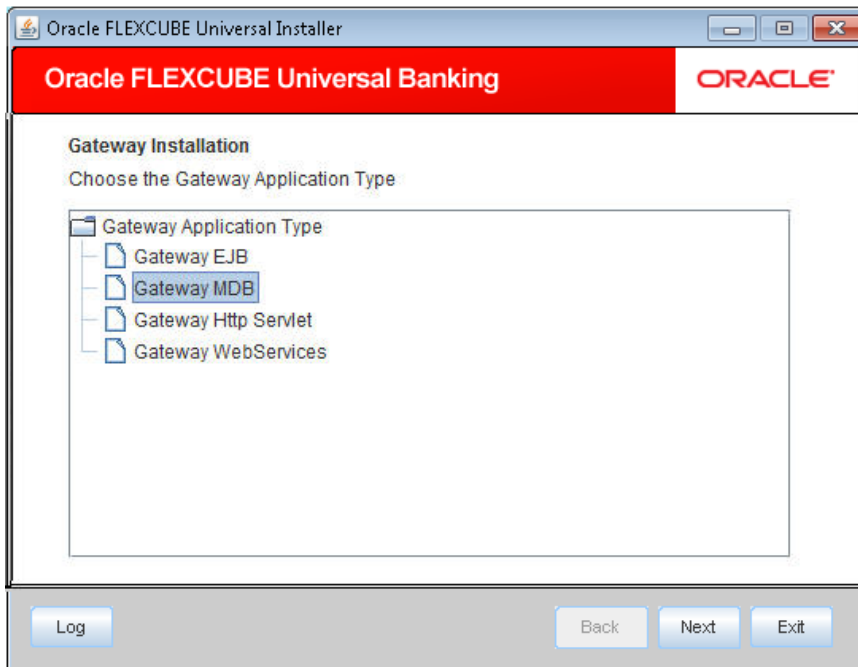 Oracle FLEXCUBE Universal Installer
Oracle FLEXCUBE Universal Banking
ORACLE
Gateway Installation
Choose the Gateway Application Type
Gateway Application Type
Gateway EJB
Gateway MDB
Gateway Http Servlet
Gateway WebServices
Log Back Next Exit